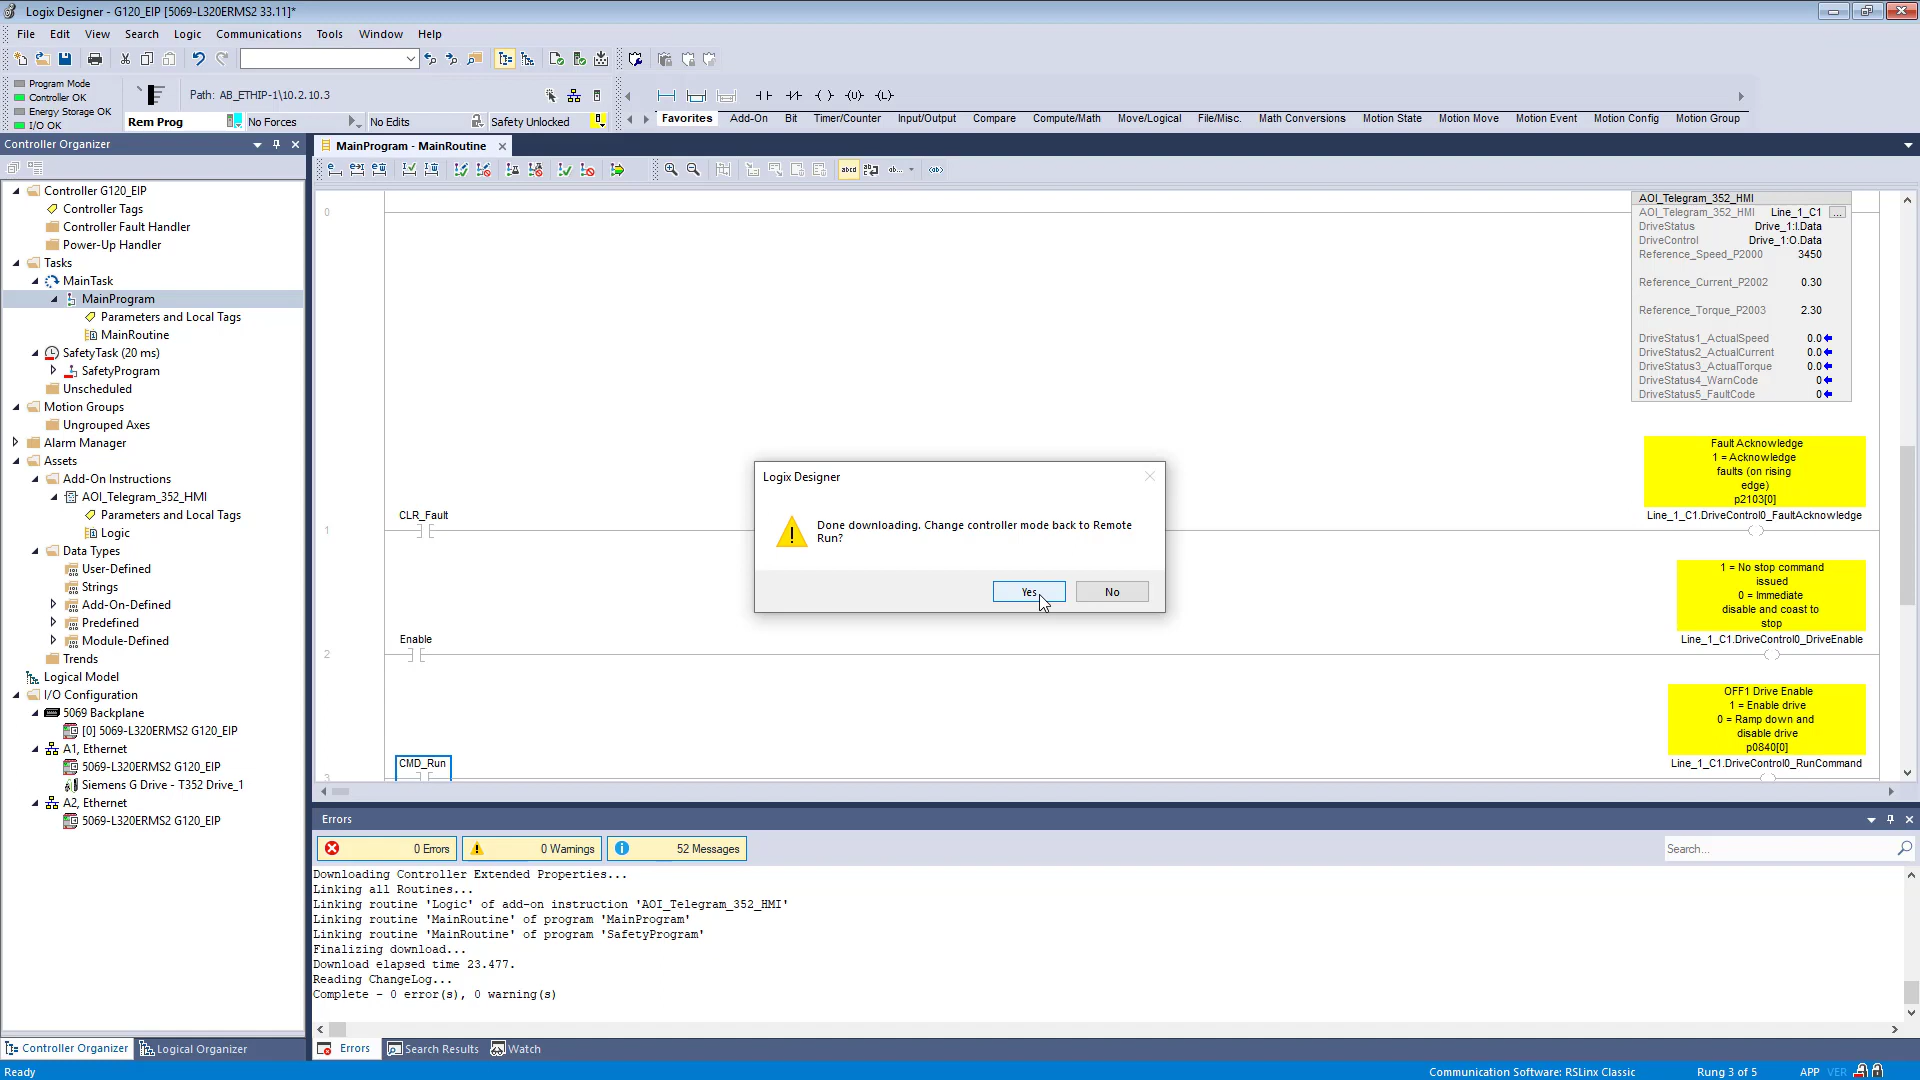 Logix Designer - G120_EIP [5069-L320ERMS2 33.11]*
File Edit View Search Logic Communications Tools Window Help
Program Mode
Controller OK
Energy Storage OK
I/O OK
Path: AB_ETHIP-1\10.2.10.3
Rem Prog No Forces No Edits Safety Unlocked
Favorites Add-On Bit Timer/Counter Input/Output Compare Compute/Math Move/Logical File/Misc. Math Conversions Motion State Motion Move Motion Event Motion Config Motion Group
Controller Organizer
Controller G120_EIP
Controller Tags
Controller Fault Handler
Power-Up Handler
Tasks
MainTask
MainProgram
Parameters and Local Tags
MainRoutine
SafetyTask (20 ms)
SafetyProgram
Unscheduled
Motion Groups
Ungrouped Axes
Alarm Manager
Assets
Add-On Instructions
AOI_Telegram_352_HMI
Parameters and Local Tags
Logic
Data Types
User-Defined
Strings
Add-On-Defined
Predefined
Module-Defined
Trends
Logical Model
I/O Configuration
5069 Backplane
[0] 5069-L320ERMS2 G120_EIP
A1, Ethernet
5069-L320ERMS2 G120_EIP
Siemens G Drive - T352 Drive_1
A2, Ethernet
5069-L320ERMS2 G120_EIP
Controller Organizer Logical Organizer
MainProgram - MainRoutine
0
AOI_Telegram_352_HMI
AOI_Telegram_352_HMI Line_1_C1 ...
DriveStatus Drive_1:I.Data
DriveControl Drive_1:O.Data
Reference_Speed_P2000 3450
Reference_Current_P2002 0.30
Reference_Torque_P2003 2.30
DriveStatus1_ActualSpeed 0.0
DriveStatus2_ActualCurrent 0.0
DriveStatus3_ActualTorque 0.0
DriveStatus4_WarnCode 0
DriveStatus5_FaultCode 0
Fault Acknowledge
1 = Acknowledge
faults (on rising
edge)
p2103[0]
CLR_Fault Line_1_C1.DriveControl0_FaultAcknowledge
1
1 = No stop command
issued
0 = Immediate
disable and coast to
stop
Enable Line_1_C1.DriveControl0_DriveEnable
2
OFF1 Drive Enable
1 = Enable drive
0 = Ramp down and
disable drive
p0840[0]
CMD_Run Line_1_C1.DriveControl0_RunCommand
3
Logix Designer
Done downloading. Change controller mode back to Remote
Run?
Yes No
Errors
0 Errors 0 Warnings 52 Messages Search...
Downloading Controller Extended Properties...
Linking all Routines...
Linking routine 'Logic' of add-on instruction 'AOI_Telegram_352_HMI'
Linking routine 'MainRoutine' of program 'MainProgram'
Linking routine 'MainRoutine' of program 'SafetyProgram'
Finalizing download...
Download elapsed time 23.477.
Reading ChangeLog...
Complete - 0 error(s), 0 warning(s)
Errors Search Results Watch
Ready Communication Software: RSLinx Classic Rung 3 of 5 APP VER